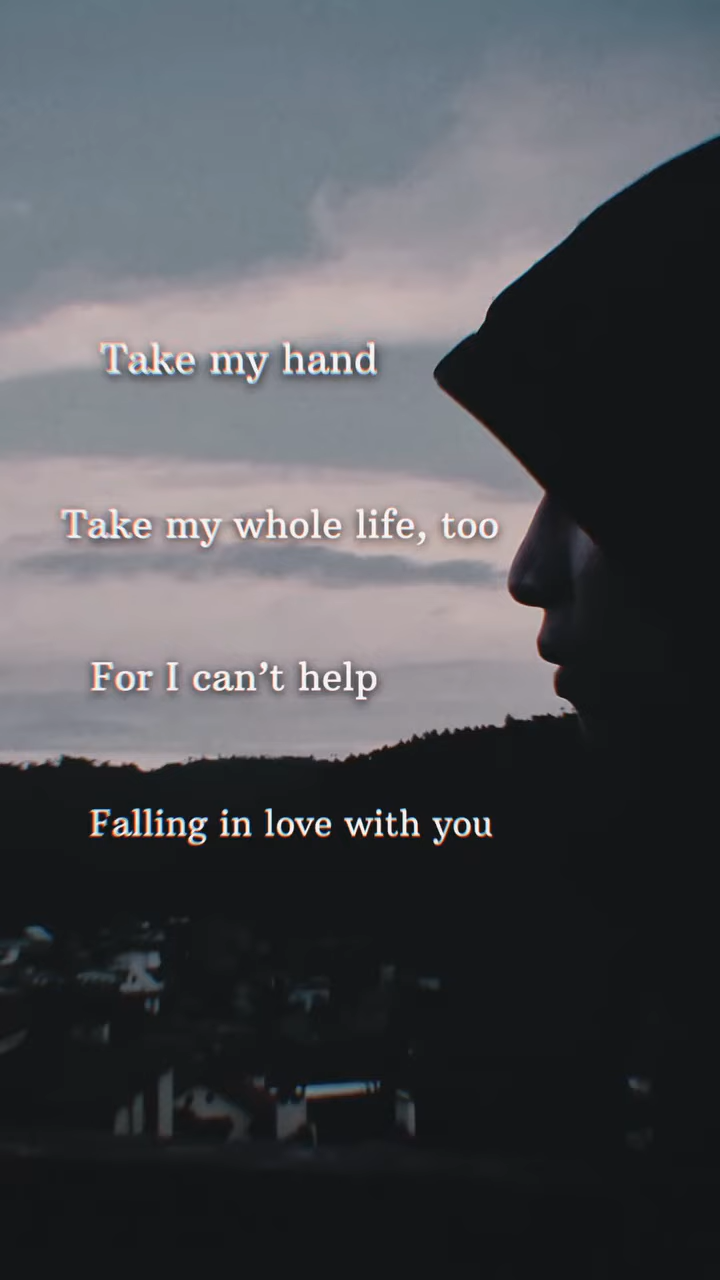 Take my hand
Take my whole life, too
For I can’t help
Falling in love with you